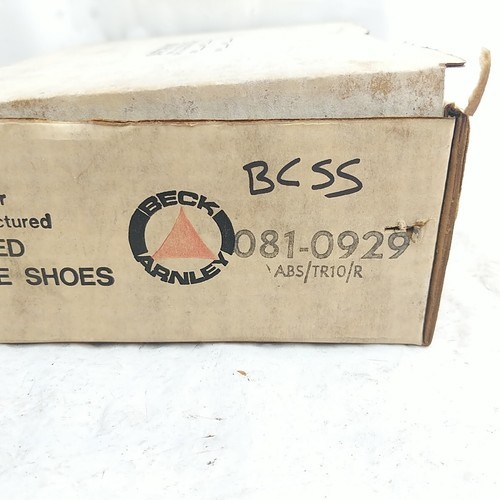 BCSS
r
ctured
ED
E SHOES
BECK
ARNLEY
081-0929
ABS/TR10/R